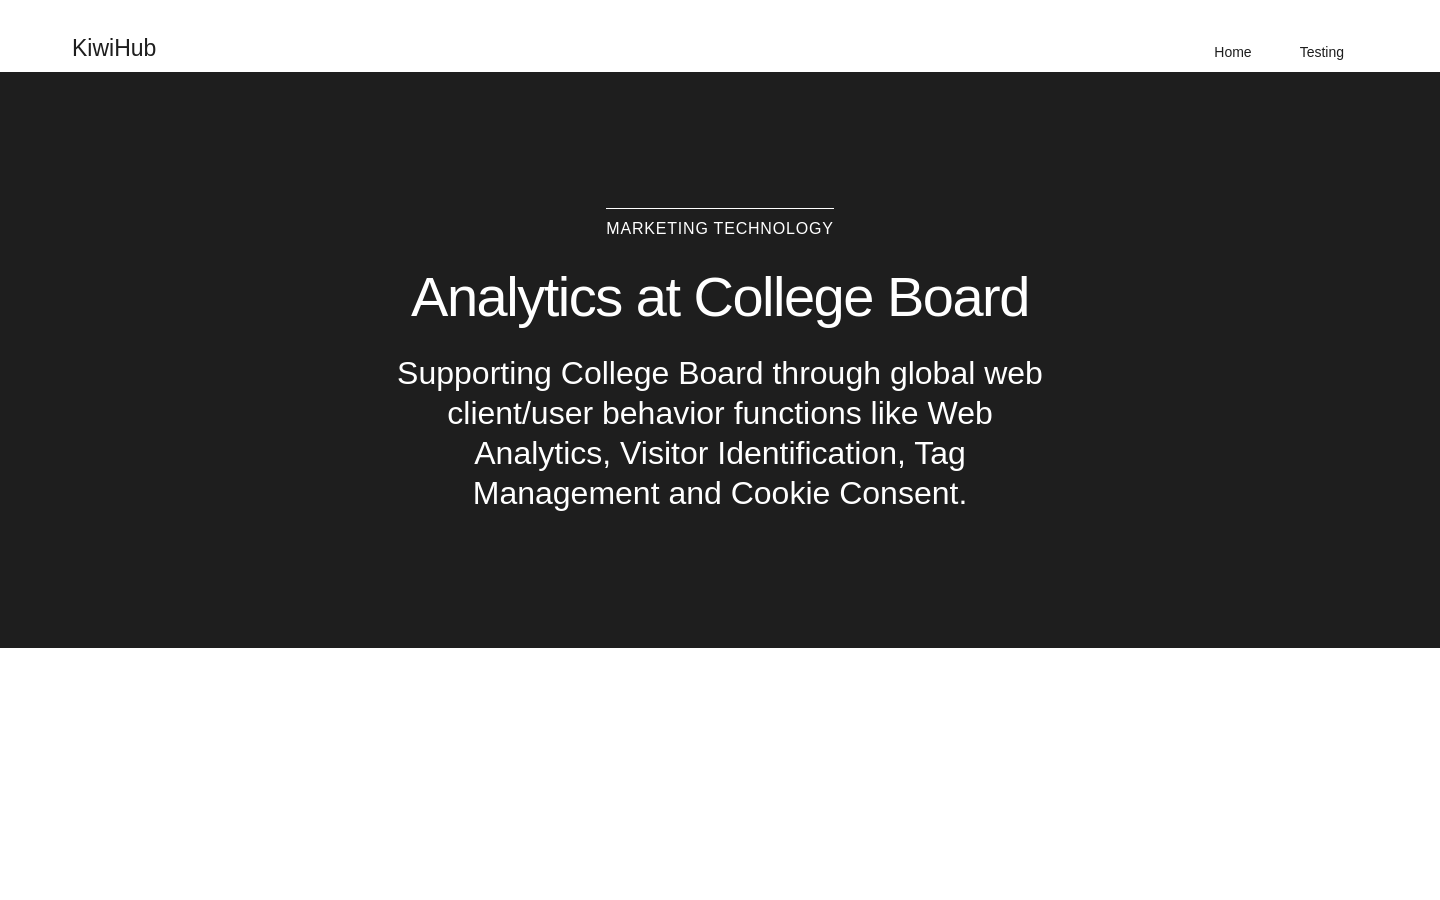 KiwiHub
Home
Testing
MARKETING TECHNOLOGY
Analytics at College Board
Supporting College Board through global web
client/user behavior functions like Web
Analytics, Visitor Identification, Tag
Management and Cookie Consent.